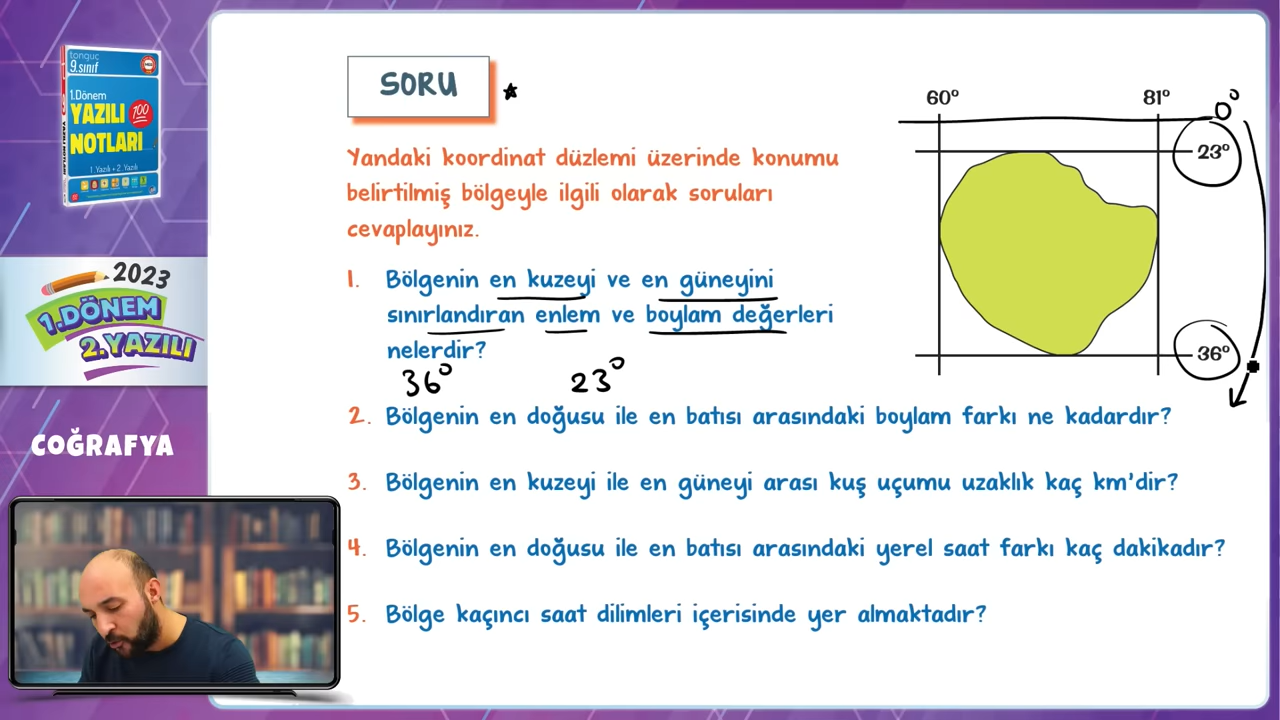 tonguç
9.sınıf
1.Dönem
YAZILI
100
NOTLARI
1.Yazılı • 2.Yazılı
YAZILI NOTLARI
2023
1.DÖNEM
2.YAZILI
COĞRAFYA
SORU
Yandaki koordinat düzlemi üzerinde konumu
belirtilmiş bölgeyle ilgili olarak soruları
cevaplayınız.
1. Bölgenin en kuzeyi ve en güneyini
sınırlandıran enlem ve boylam değerleri
nelerdir?
36° 23°
2. Bölgenin en doğusu ile en batısı arasındaki boylam farkı ne kadardır?
3. Bölgenin en kuzeyi ile en güneyi arası kuş uçumu uzaklık kaç km'dir?
4. Bölgenin en doğusu ile en batısı arasındaki yerel saat farkı kaç dakikadır?
5. Bölge kaçıncı saat dilimleri içerisinde yer almaktadır?
60° 81°
0°
23°
36°